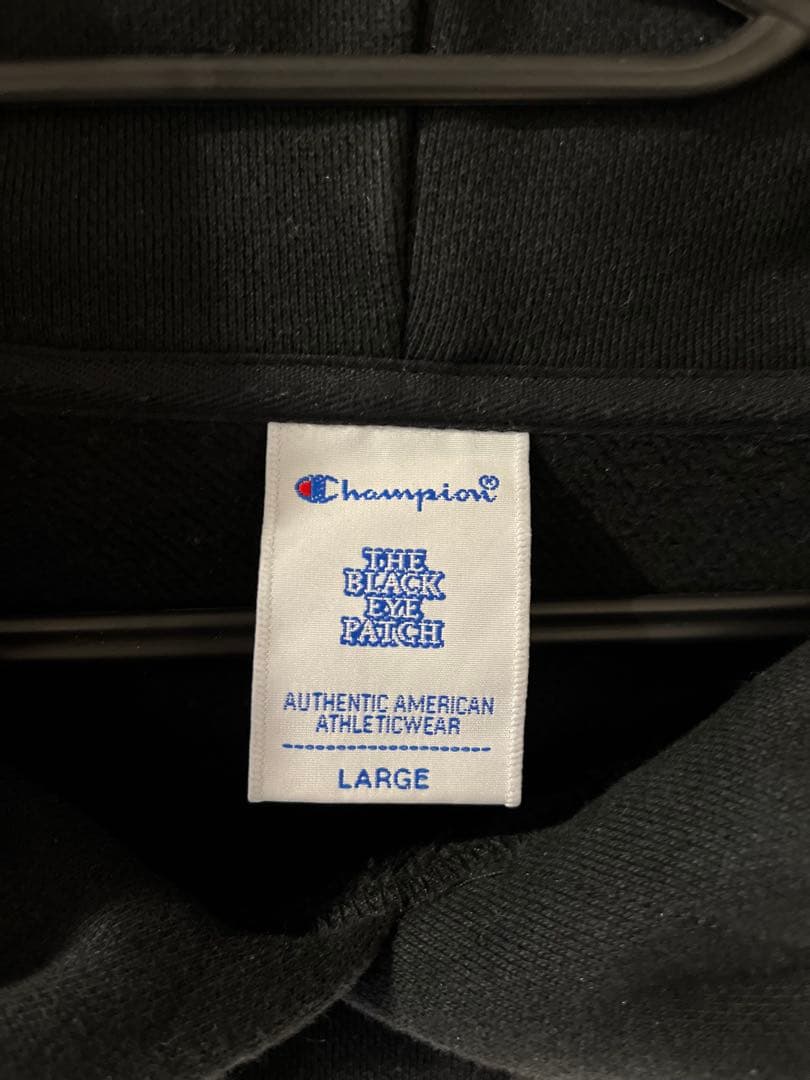 Champion®
THE
BLACK
EYE
PATCH
AUTHENTIC AMERICAN
ATHLETICWEAR
LARGE